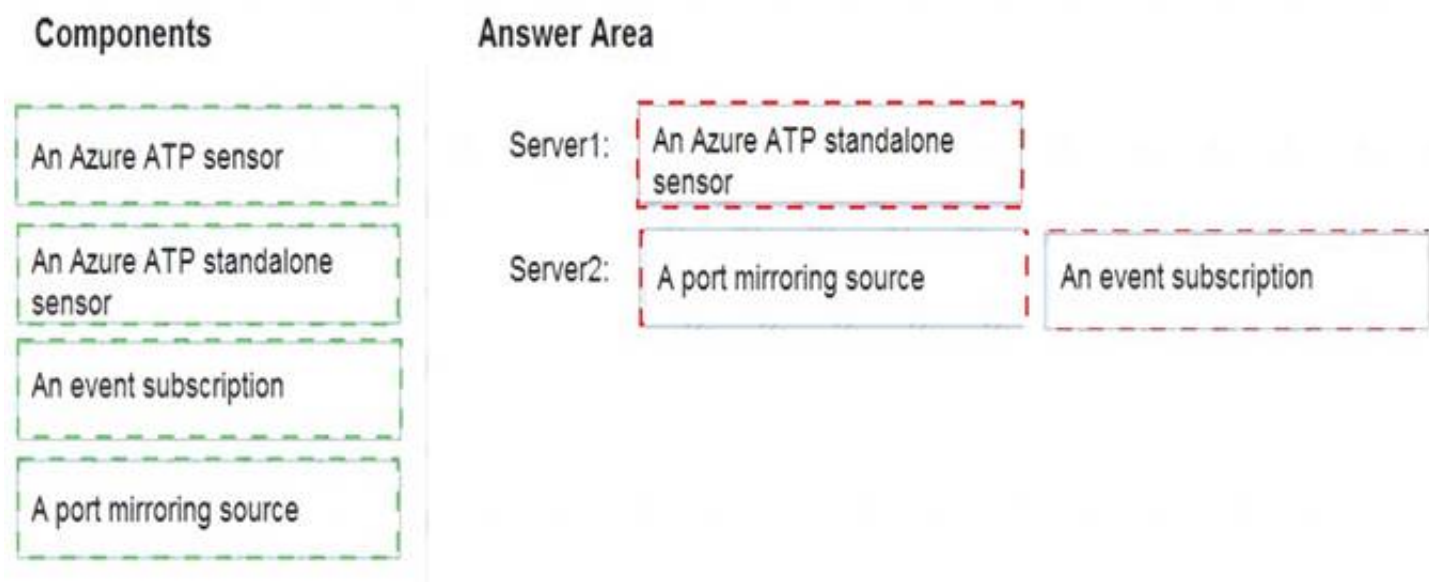 Components
Answer Area
An Azure ATP sensor
An Azure ATP standalone
sensor
An event subscription
A port mirroring source
Server1:
An Azure ATP standalone
sensor
Server2:
A port mirroring source
An event subscription